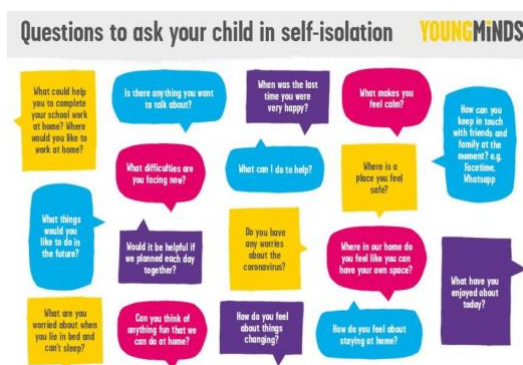 Questions to ask your child in self-isolation
YOUNGMiNDS
What could help
you to complete
your school work
at home? Where
would you like to
work at home?
Is there anything you want
to talk about?
When was the last
time you were
very happy?
What makes you
feel calm?
How can you
keep in touch
with friends and
family at the
moment? e.g.
Facetime,
Whatsapp
What difficulties are
you facing now?
What can I do to help?
Where is a
place you feel
safe?
What things
would you
like to do in
the future?
Would it be helpful if
we planned each day
together?
Do you have
any worries
about the
coronavirus?
Where in our home do
you feel like you can
have your own space?
What have you
enjoyed about
today?
What are you
worried about when
you lie in bed and
can't sleep?
Can you think of
anything fun that we
can do at home?
How do you feel
about things
changing?
How do you feel about
staying at home?